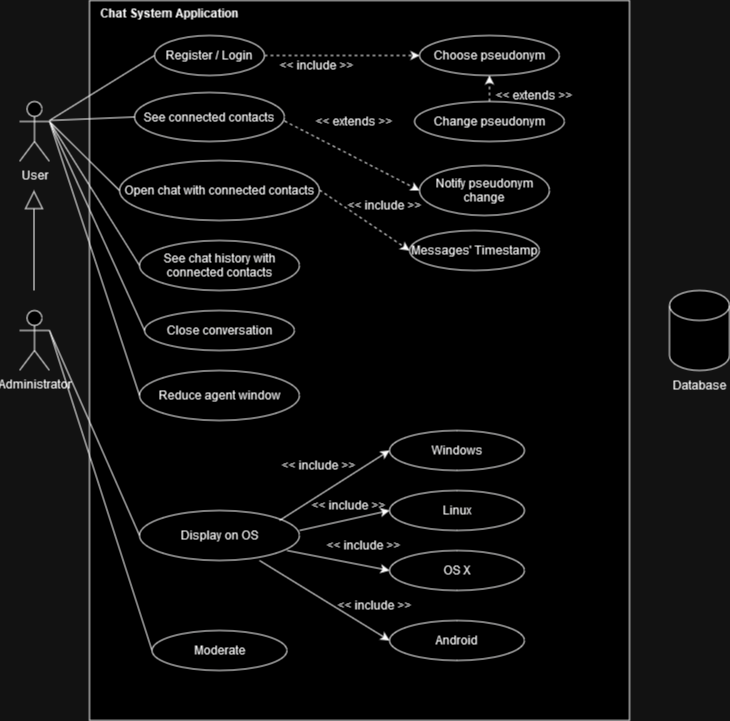 Chat System Application
Register / Login
<< include >>
Choose pseudonym
<< extends >>
See connected contacts
<< extends >>
Change pseudonym
User
Open chat with connected contacts
<< include >>
Notify pseudonym
change
Messages' Timestamp
See chat history with
connected contacts
Close conversation
Administrator
Database
Reduce agent window
Windows
<< include >>
<< include >>
Linux
Display on OS
<< include >>
OS X
<< include >>
Android
Moderate